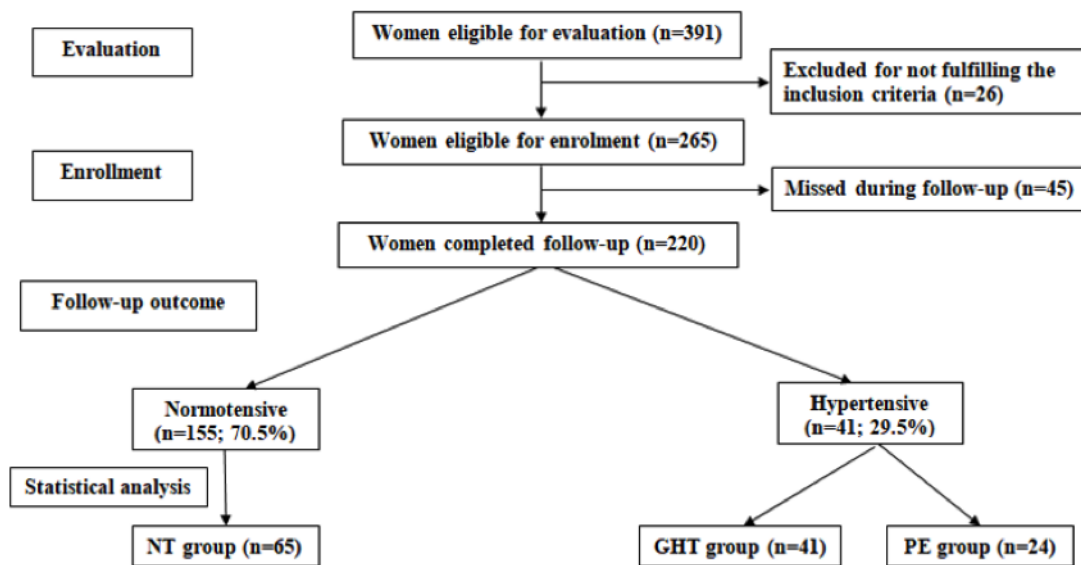 Women eligible for evaluation (n=391)
Evaluation
Excluded for not fulfilling the
inclusion criteria (n=26)
Women eligible for enrolment (n=265)
Enrollment
Missed during follow-up (n=45)
Women completed follow-up (n=220)
Follow-up outcome
Normotensive
(n=155; 70.5%)
Hypertensive
(n=41; 29.5%)
Statistical analysis
NT group (n=65)
GHT group (n=41)
PE group (n=24)